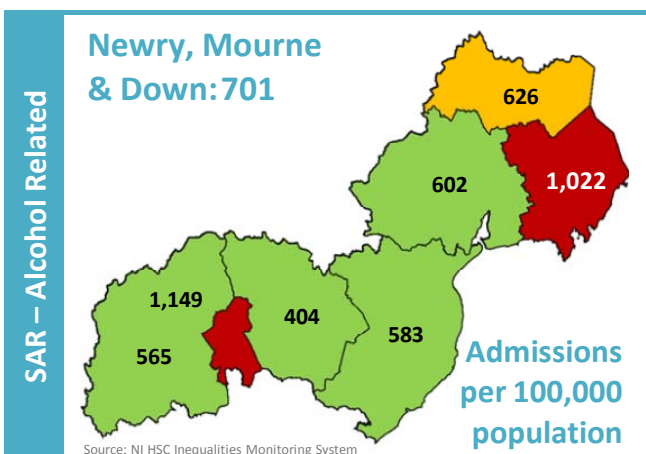 SAR – Alcohol Related
Newry, Mourne
& Down: 701
626
602
1,022
1,149
404
583
565
Admissions
per 100,000
population
Source: NI HSC Inequalities Monitoring System